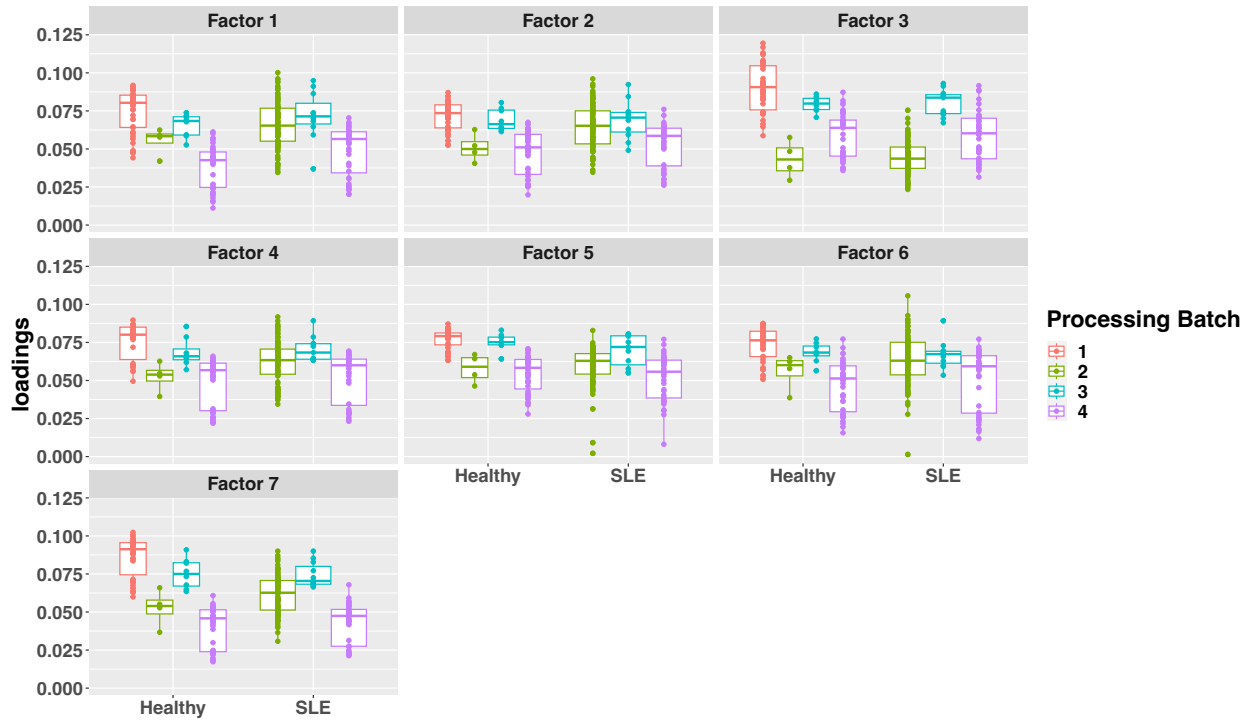 Factor 1
Factor 2
Factor 3
0.125
0.100
0.075
0.050
0.025
0.000
Factor 4
Factor 5
Factor 6
0.125
0.100
0.075
0.050
0.025
0.000
Healthy
SLE
Healthy
SLE
Factor 7
0.125
0.100
0.075
0.050
0.025
0.000
Healthy
SLE
loadings
Processing Batch
1
2
3
4